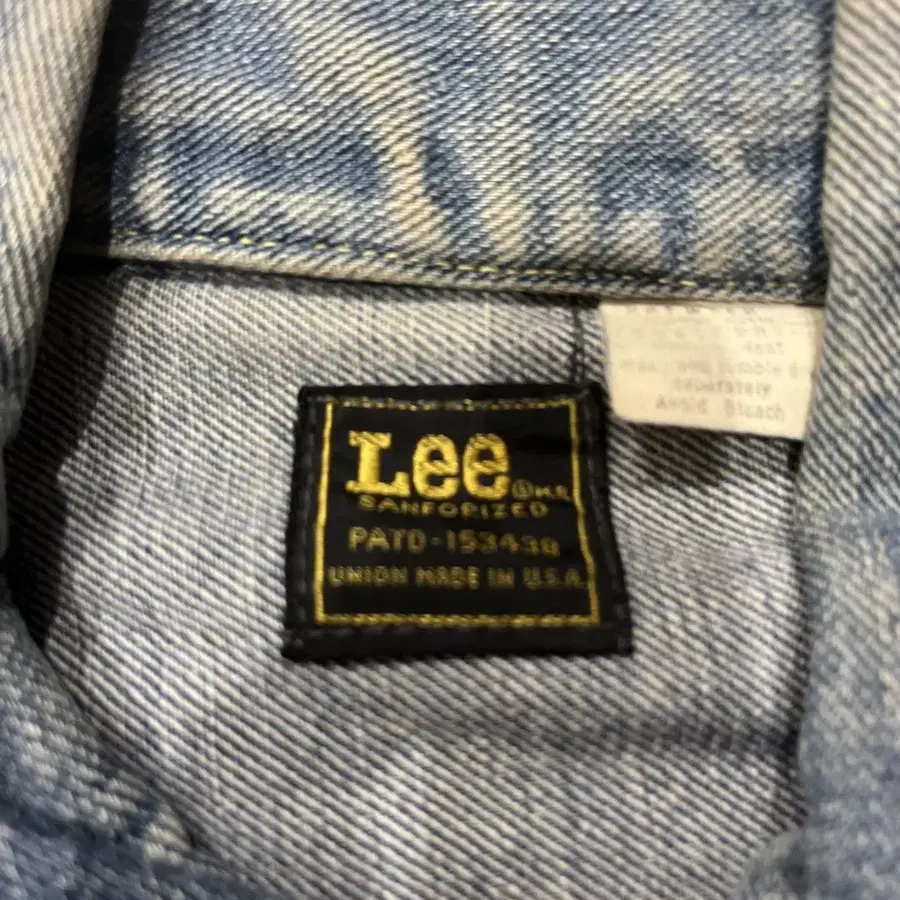 Lee ® M.R.
SANFORIZED
PATD-153438
UNION MADE IN U.S.A.
separately
Avoid Bleach